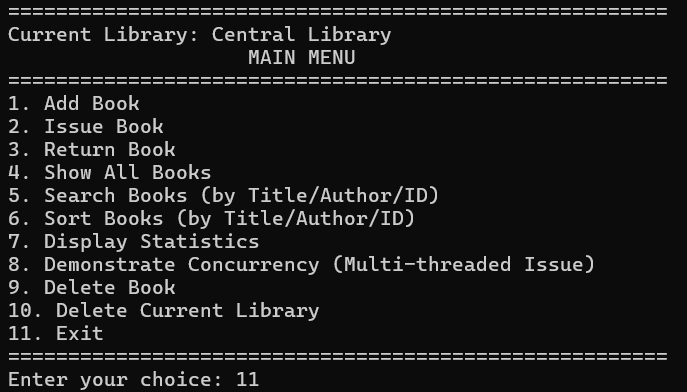 =======================================================
Current Library: Central Library
MAIN MENU
=======================================================
1. Add Book
2. Issue Book
3. Return Book
4. Show All Books
5. Search Books (by Title/Author/ID)
6. Sort Books (by Title/Author/ID)
7. Display Statistics
8. Demonstrate Concurrency (Multi-threaded Issue)
9. Delete Book
10. Delete Current Library
11. Exit
=======================================================
Enter your choice: 11